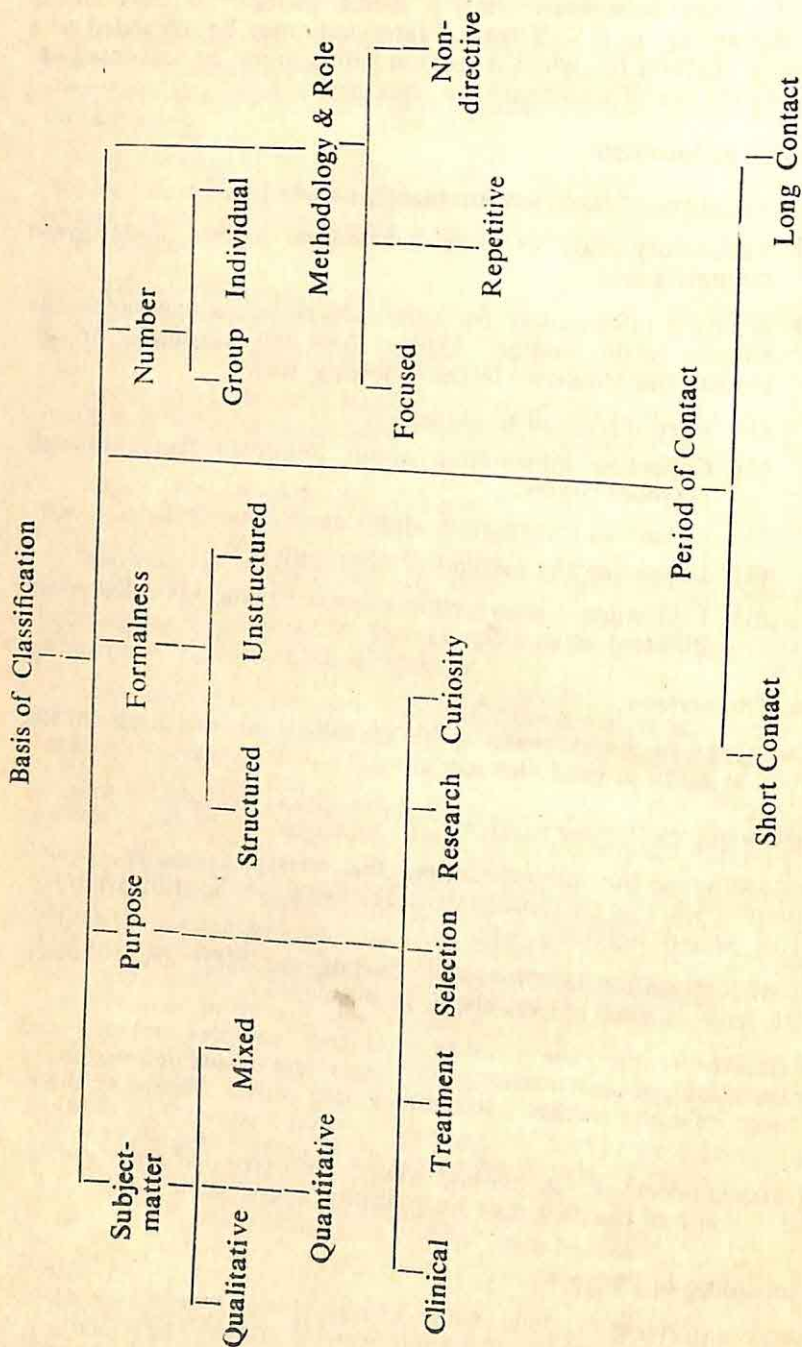 Basis of Classification
Subject-
matter
Purpose
Formalness
Number
Qualitative
Mixed
Quantitative
Structured
Unstructured
Group
Individual
Methodology & Role
Clinical
Treatment
Selection
Research
Curiosity
Focused
Repetitive
Non-
directive
Period of Contact
Short Contact
Long Contact